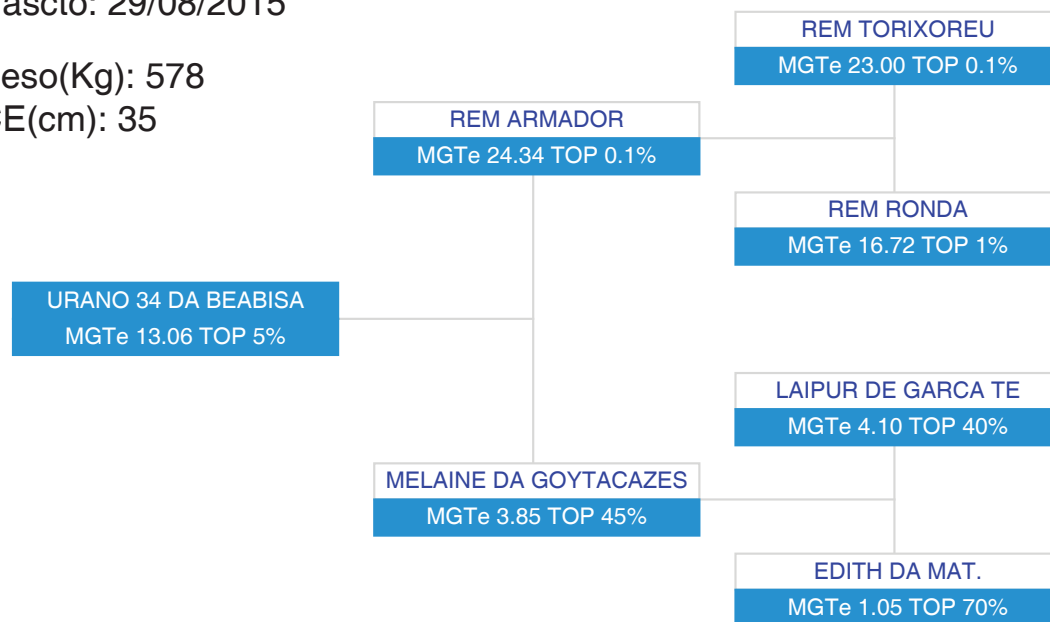 ascto: 29/08/2015
eso(Kg): 578
E(cm): 35
REM TORIXOREU
MGTe 23.00 TOP 0.1%
REM ARMADOR
MGTe 24.34 TOP 0.1%
REM RONDA
MGTe 16.72 TOP 1%
URANO 34 DA BEABISA
MGTe 13.06 TOP 5%
LAIPUR DE GARCA TE
MGTe 4.10 TOP 40%
MELAINE DA GOYTACAZES
MGTe 3.85 TOP 45%
EDITH DA MAT.
MGTe 1.05 TOP 70%